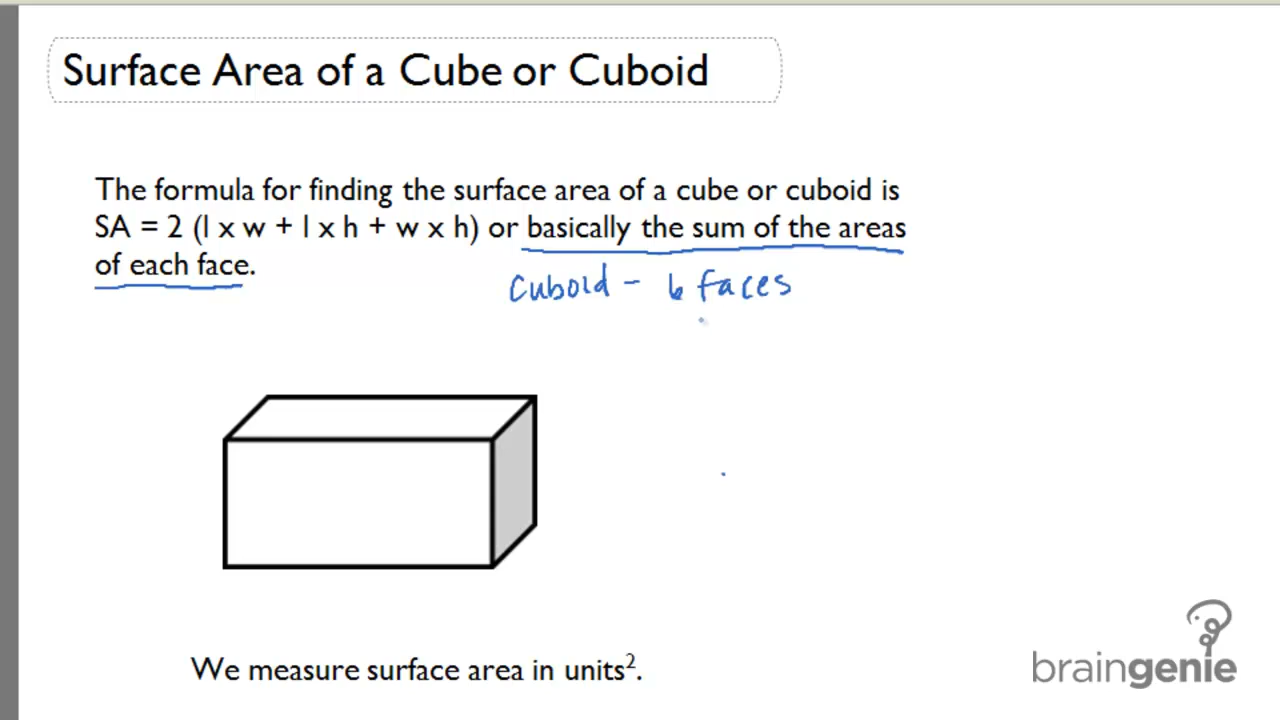 Surface Area of a Cube or Cuboid
The formula for finding the surface area of a cube or cuboid is
SA = 2 (l x w + l x h + w x h) or basically the sum of the areas
of each face.
Cuboid - 6 faces
We measure surface area in units².
braingenie